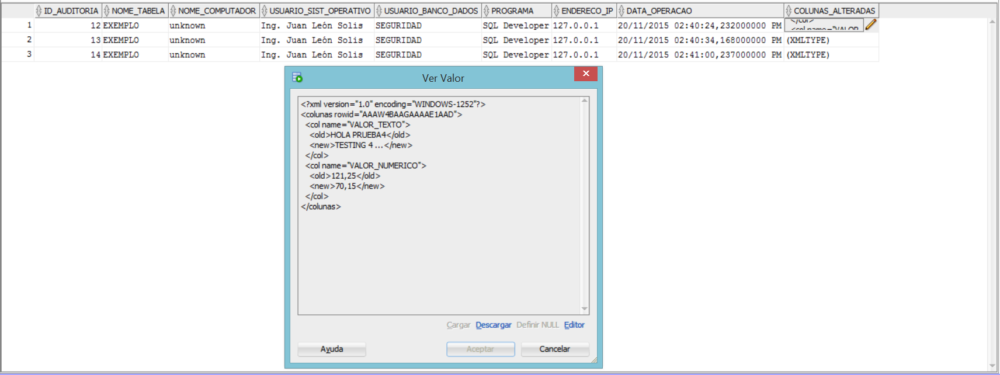 ID_AUDITORIA NOME_TABELA NOME_COMPUTADOR USUARIO_SIST_OPERATIVO USUARIO_BANCO_DADOS PROGRAMA ENDERECO_IP DATA_OPERACAO COLUNAS_ALTERADAS
1 12 EXEMPLO unknown Ing. Juan León Solis SEGURIDAD SQL Developer 127.0.0.1 20/11/2015 02:40:24,232000000 PM </col> <col name="VALOR
2 13 EXEMPLO unknown Ing. Juan León Solis SEGURIDAD SQL Developer 127.0.0.1 20/11/2015 02:40:34,168000000 PM (XMLTYPE)
3 14 EXEMPLO unknown Ing. Juan León Solis SEGURIDAD SQL Developer 127.0.0.1 20/11/2015 02:41:00,237000000 PM (XMLTYPE)
Ver Valor
<?xml version="1.0" encoding="WINDOWS-1252"?>
<colunas rowid="AAAW4BAAGAAAAE1AAD">
<col name="VALOR_TEXTO">
<old>HOLA PRUEBA4</old>
<new>TESTING 4 ...</new>
</col>
<col name="VALOR_NUMERICO">
<old>121,25</old>
<new>70,15</new>
</col>
</colunas>
Cargar Descargar Definir NULL Editor
Ayuda Aceptar Cancelar